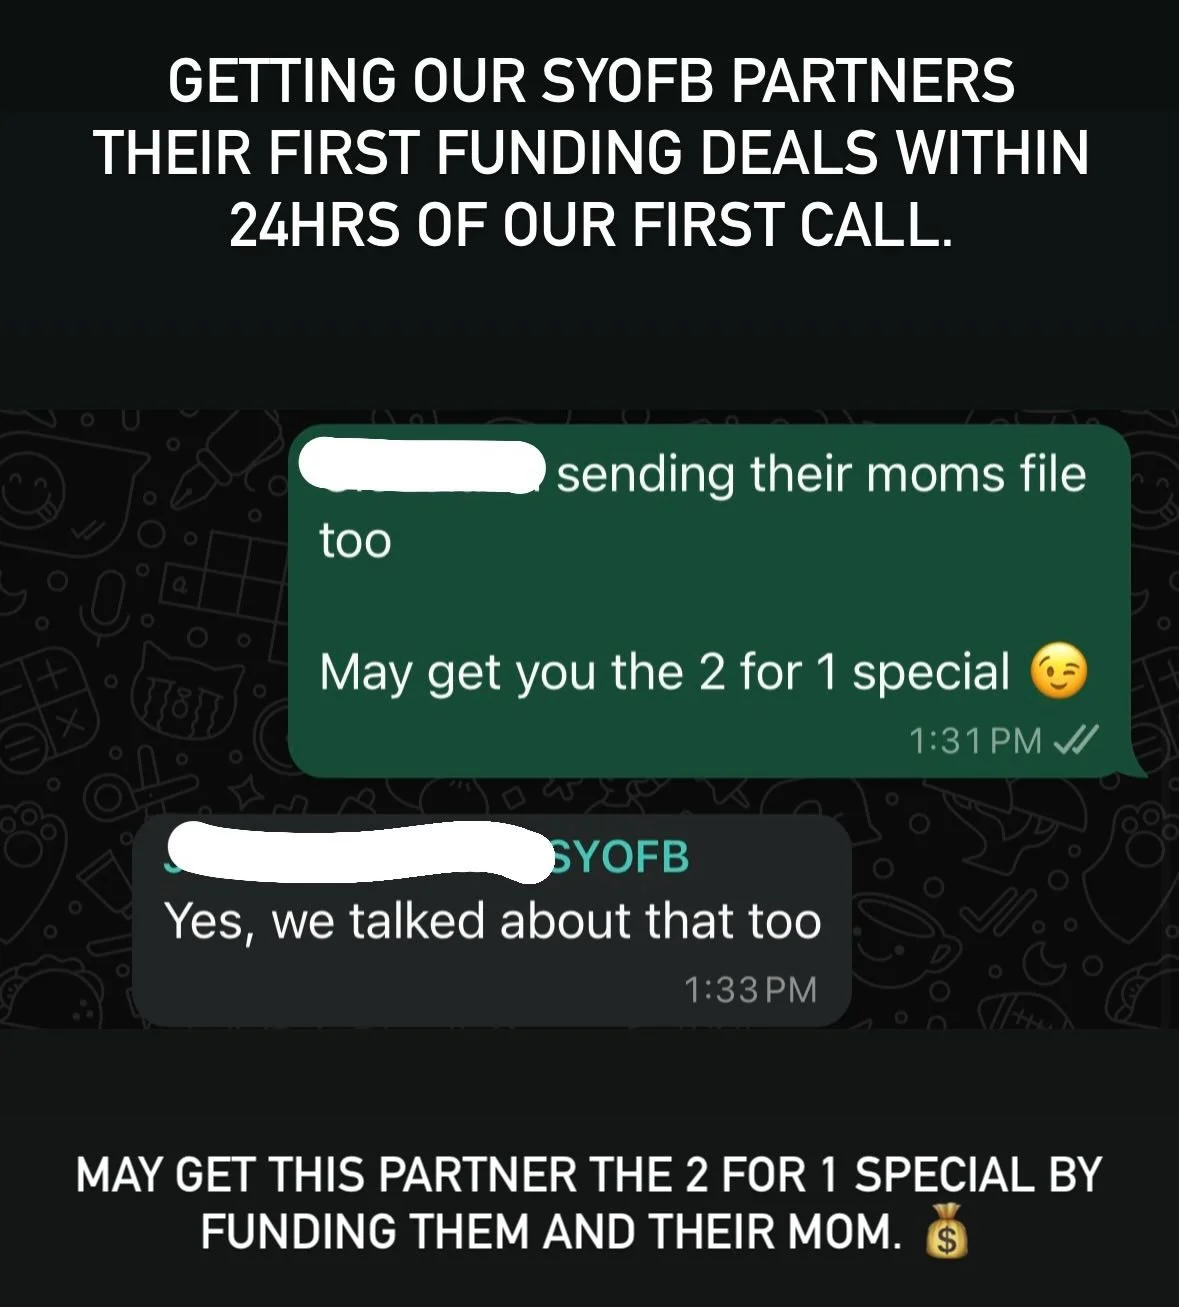 GETTING OUR SYOFB PARTNERS
THEIR FIRST FUNDING DEALS WITHIN
24HRS OF OUR FIRST CALL.
sending their moms file
too
May get you the 2 for 1 special 😉
1:31 PM
SYOFB
Yes, we talked about that too
1:33 PM
MAY GET THIS PARTNER THE 2 FOR 1 SPECIAL BY
FUNDING THEM AND THEIR MOM. 💰